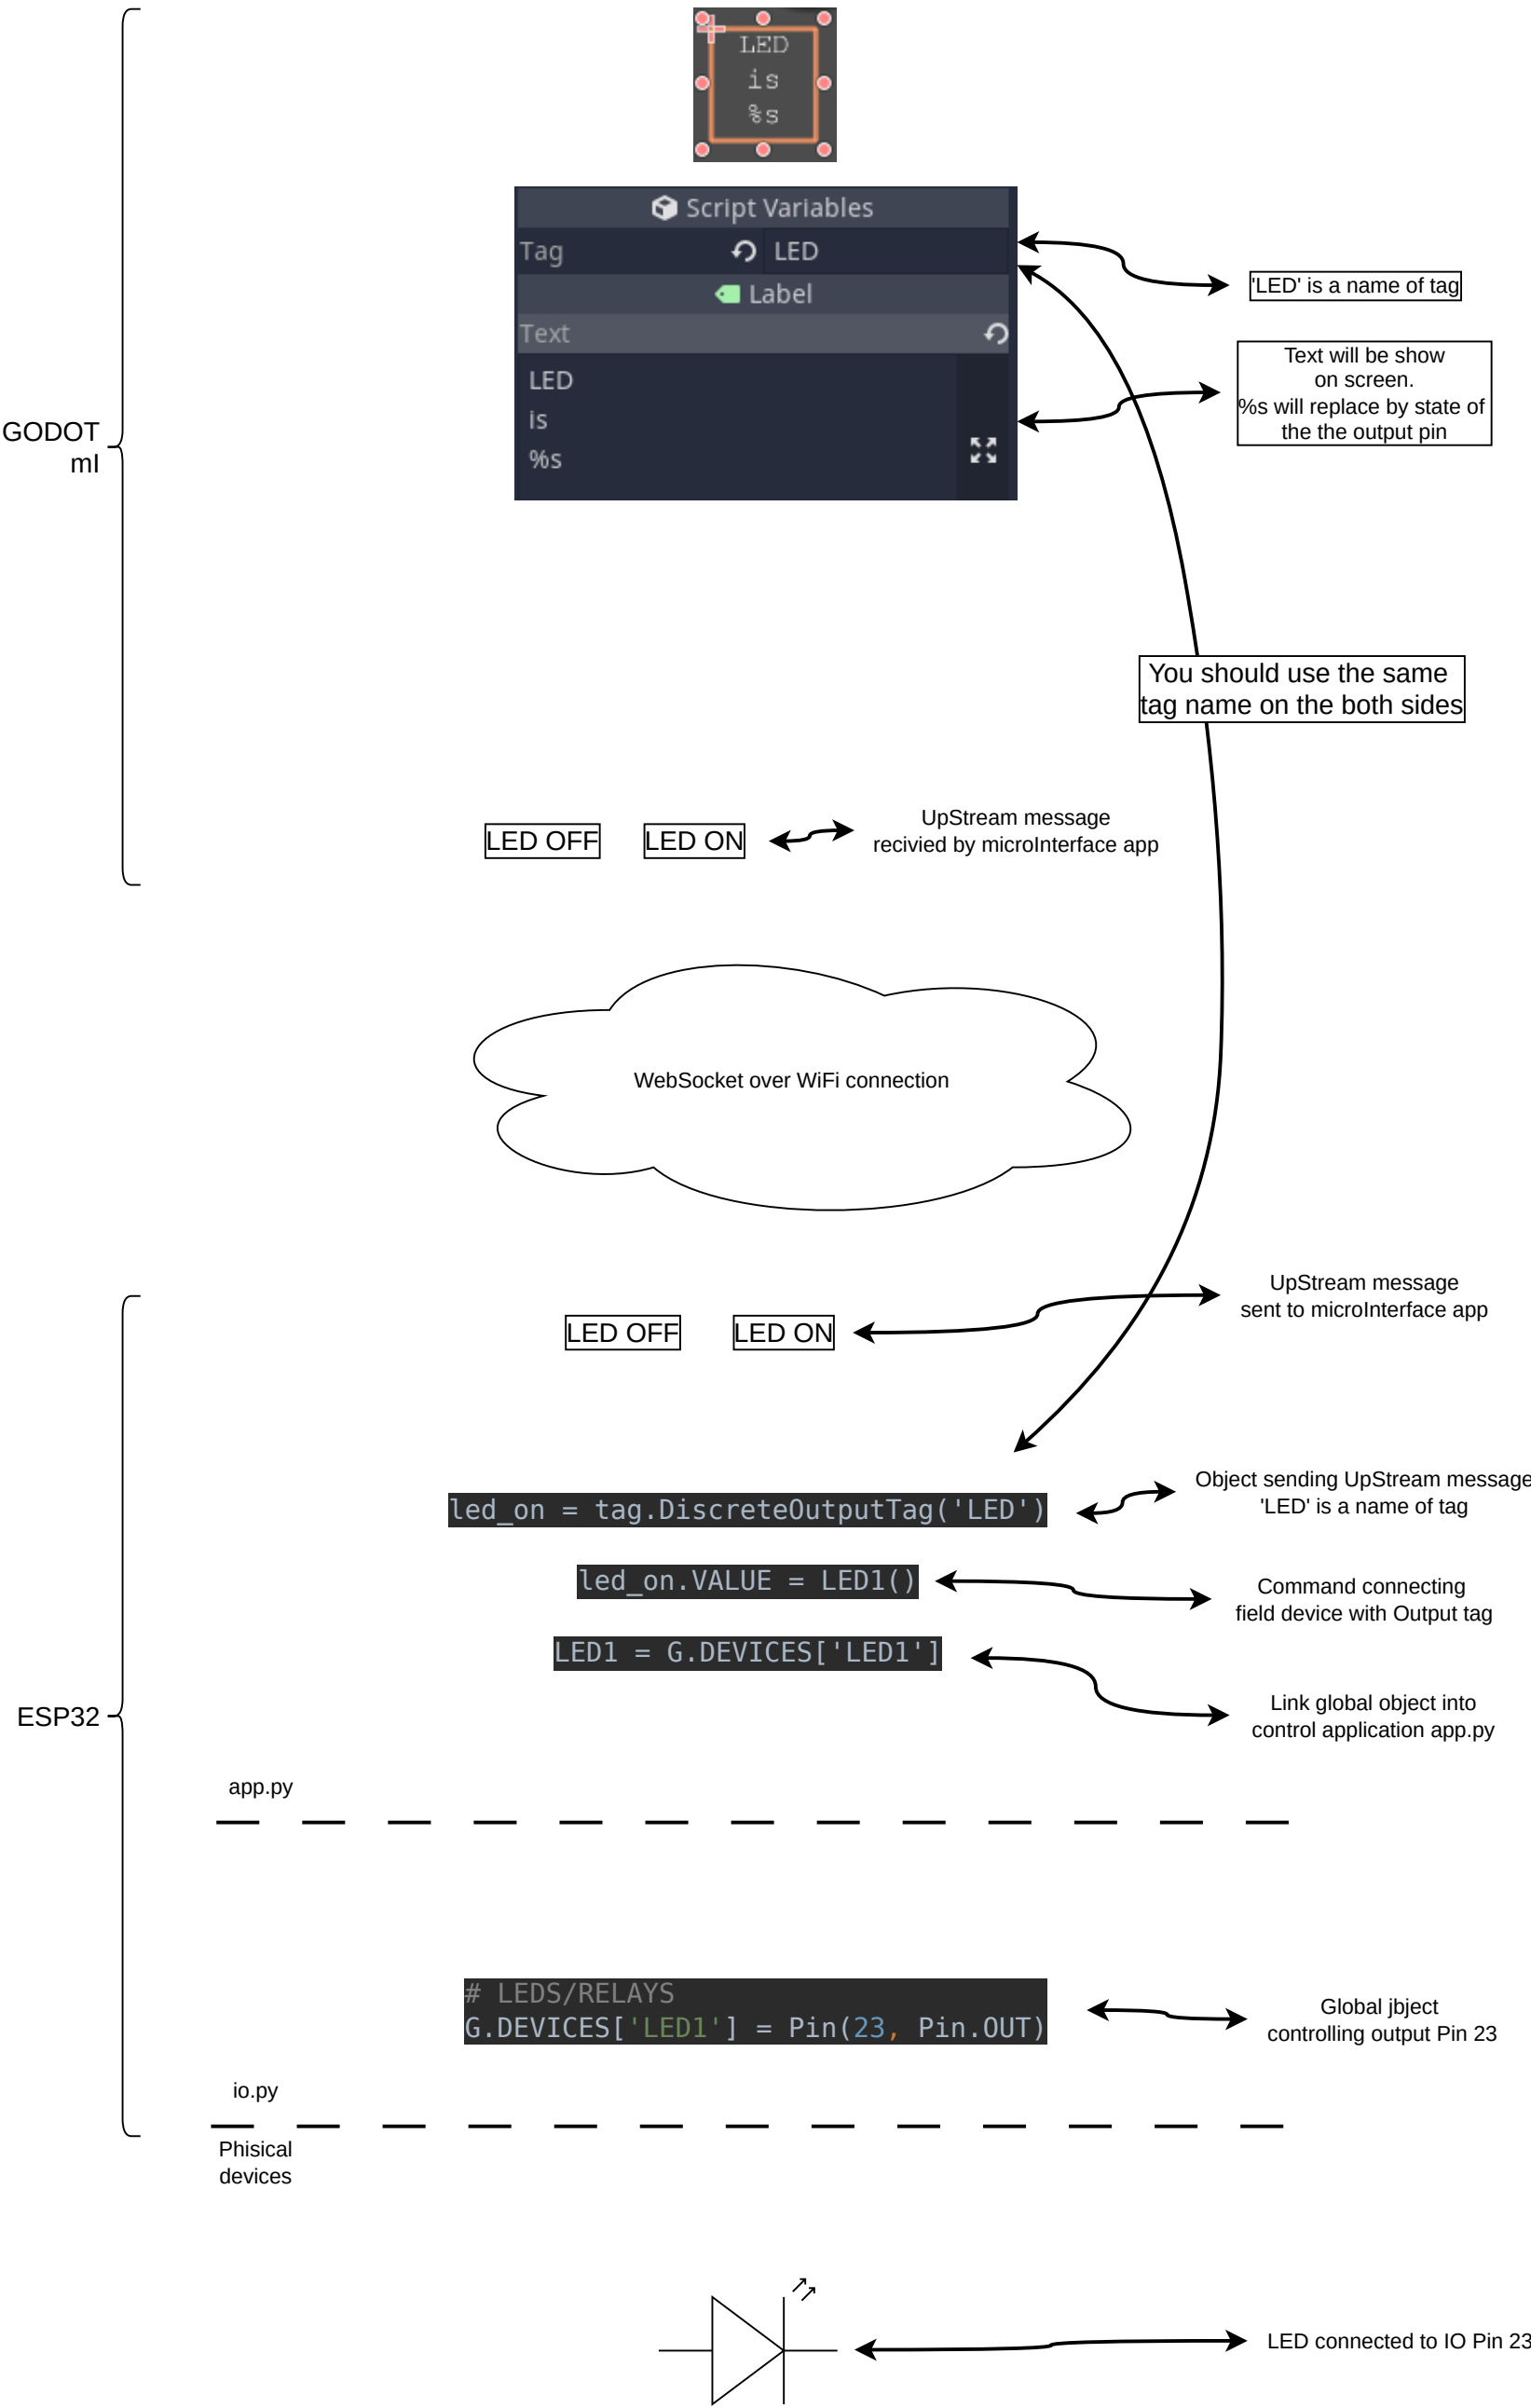 LED
is
%s
Script Variables
Tag LED
Label
Text
LED
is
%s
'LED' is a name of tag
Text will be show
on screen.
%s will replace by state of
the the output pin
GODOT
mI
You should use the same
tag name on the both sides
LED OFF LED ON
UpStream message
recivied by microInterface app
WebSocket over WiFi connection
UpStream message
sent to microInterface app
LED OFF LED ON
led_on = tag.DiscreteOutputTag('LED')
Object sending UpStream message
'LED' is a name of tag
led_on.VALUE = LED1()
Command connecting
field device with Output tag
LED1 = G.DEVICES['LED1']
Link global object into
control application app.py
ESP32
app.py
# LEDS/RELAYS
G.DEVICES['LED1'] = Pin(23, Pin.OUT)
Global jbject
controlling output Pin 23
io.py
Phisical
devices
LED connected to IO Pin 23